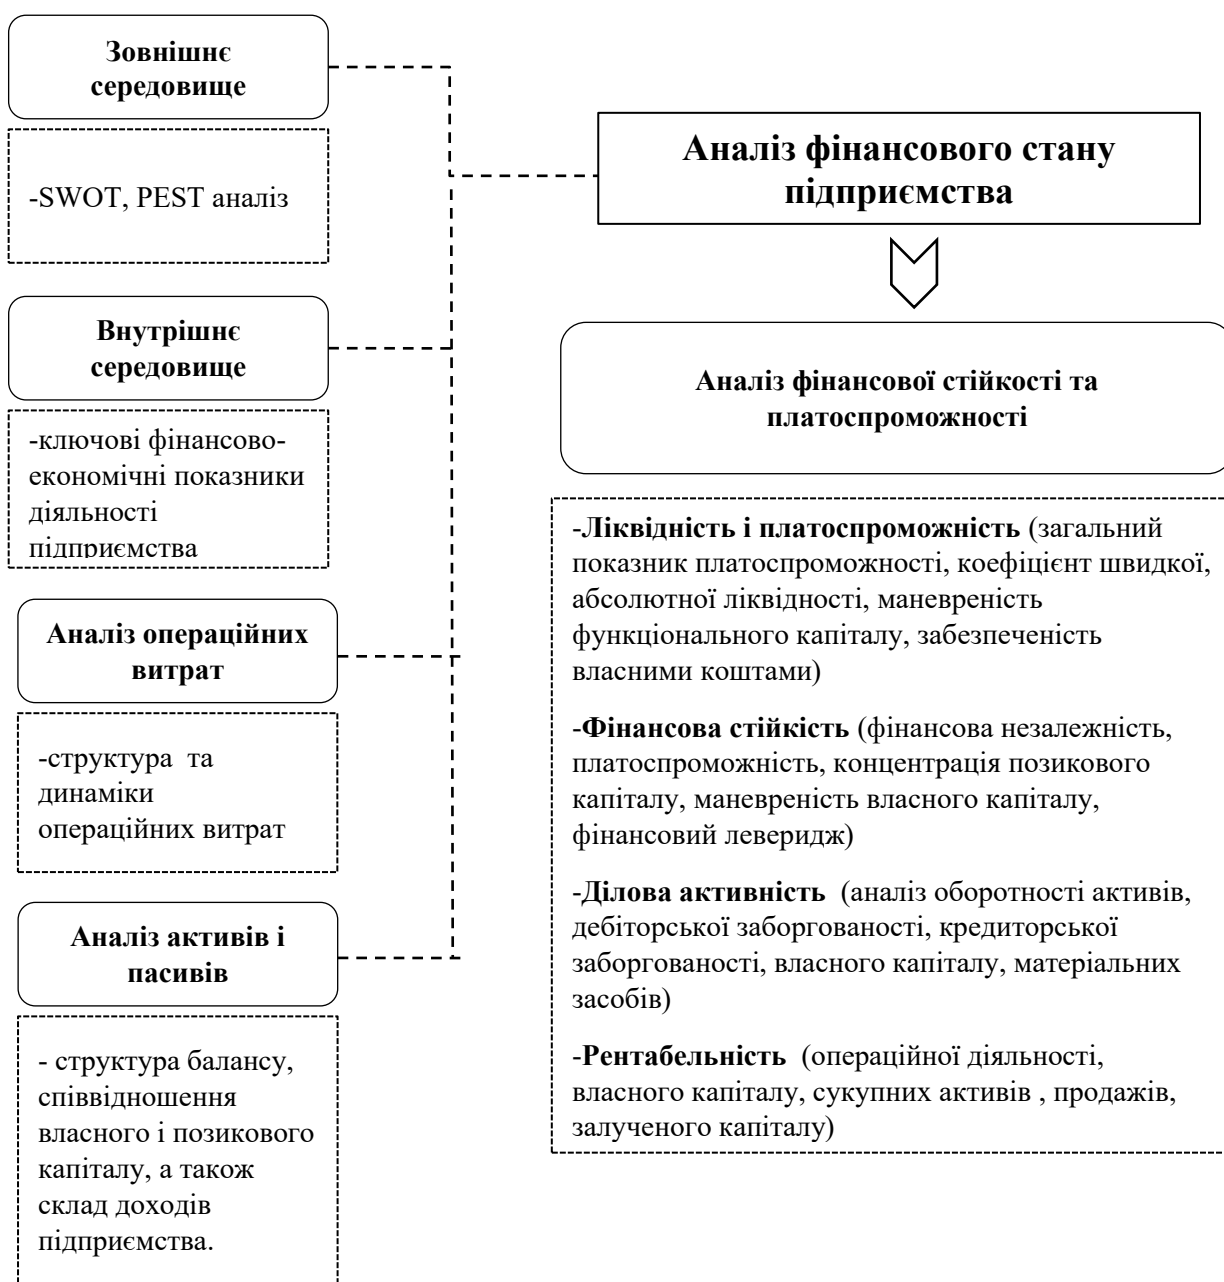 Зовнішнє
середовище
-SWOT, PEST аналіз
Внутрішнє
середовище
-ключові фінансово-
економічні показники
діяльності
підприємства
Аналіз операційних
витрат
-структура та
динаміки
операційних витрат
Аналіз активів і
пасивів
- структура балансу,
співвідношення
власного і позикового
капіталу, а також
склад доходів
підприємства.
Аналіз фінансового стану
підприємства
Аналіз фінансової стійкості та
платоспроможності
-Ліквідність і платоспроможність (загальний
показник платоспроможності, коефіцієнт швидкої,
абсолютної ліквідності, маневреність
функціонального капіталу, забезпеченість
власними коштами)
-Фінансова стійкість (фінансова незалежність,
платоспроможність, концентрація позикового
капіталу, маневреність власного капіталу,
фінансовий леверидж)
-Ділова активність (аналіз оборотності активів,
дебіторської заборгованості, кредиторської
заборгованості, власного капіталу, матеріальних
засобів)
-Рентабельність (операційної діяльності,
власного капіталу, сукупних активів , продажів,
залученого капіталу)